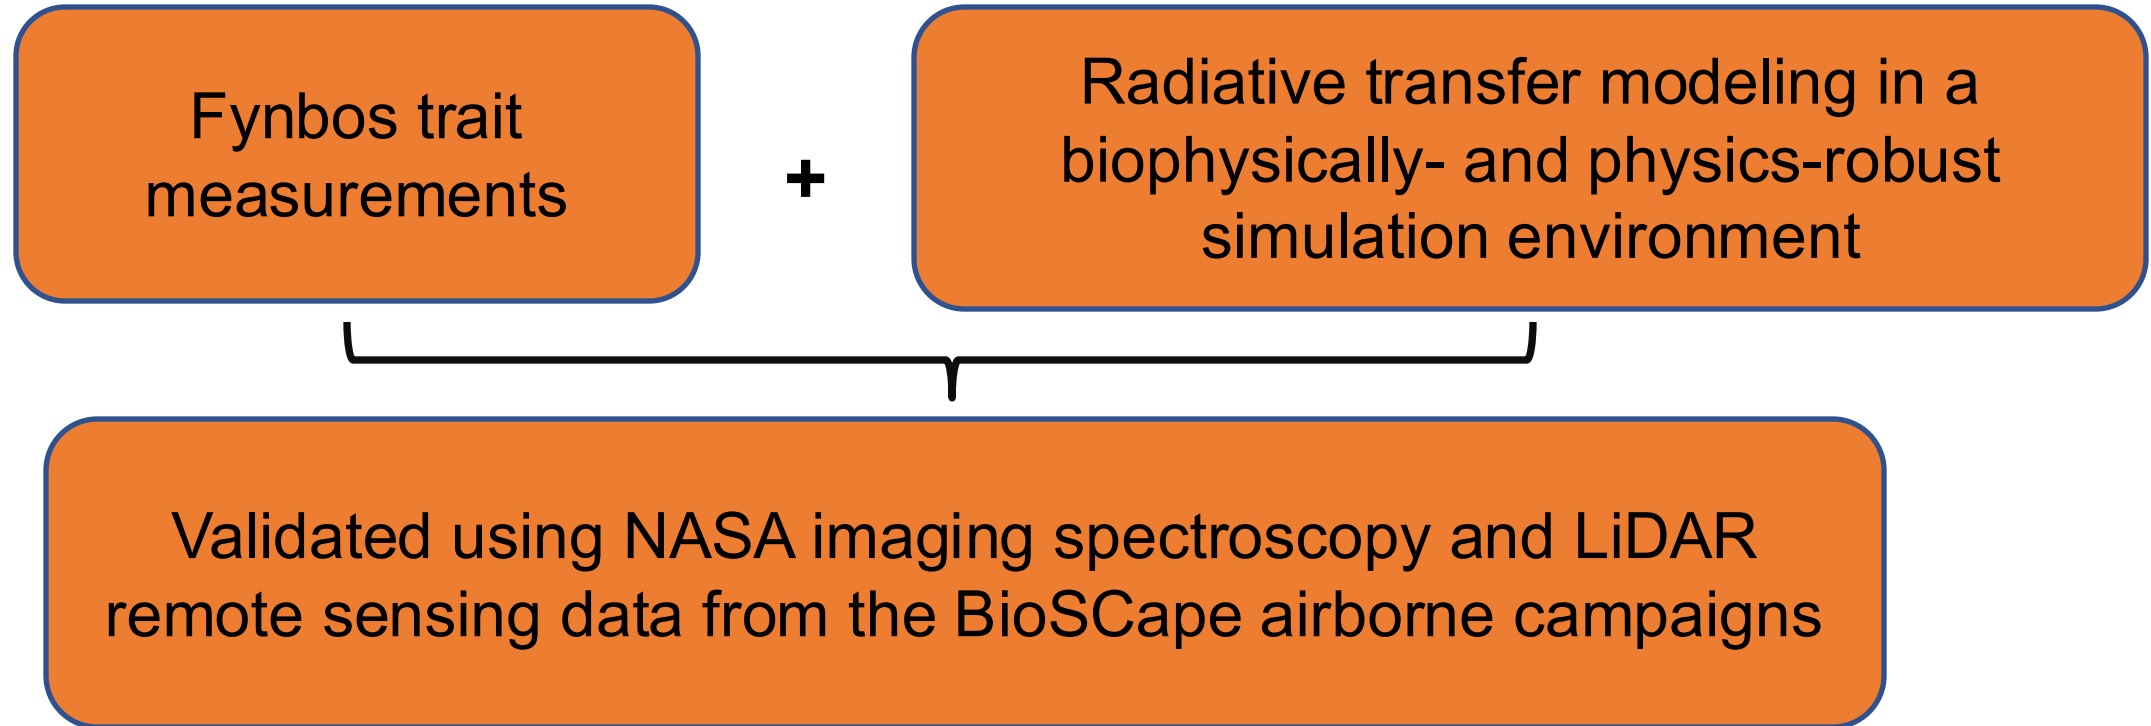 Fynbos trait
measurements
+
Radiative transfer modeling in a
biophysically- and physics-robust
simulation environment
Validated using NASA imaging spectroscopy and LiDAR
remote sensing data from the BioSCape airborne campaigns